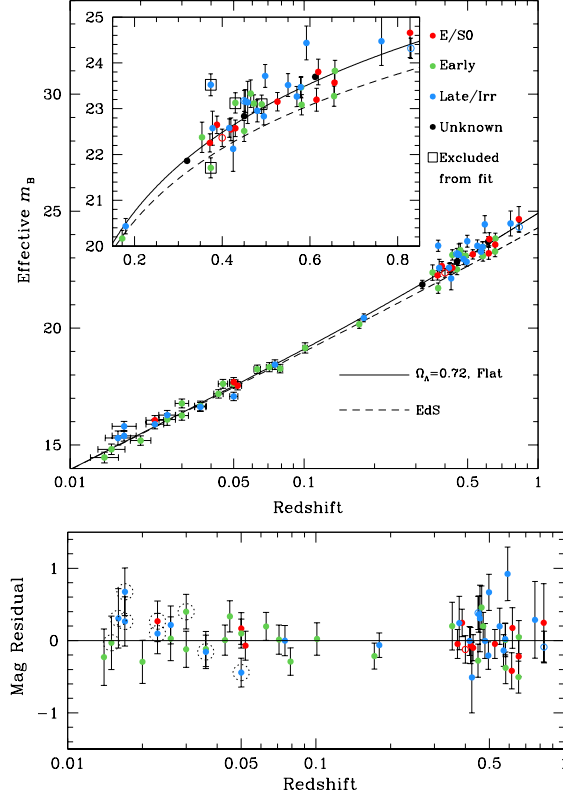 30
25
20
15
Effective m_B
25
24
23
22
21
20
0.2
0.4
0.6
0.8
E/S0
Early
Late/Irr
Unknown
Excluded
from fit
Ω_Λ=0.72, Flat
EdS
0.01
0.05
0.1
0.5
1
Redshift
1
0
−1
Mag Residual
0.01
0.05
0.1
0.5
1
Redshift